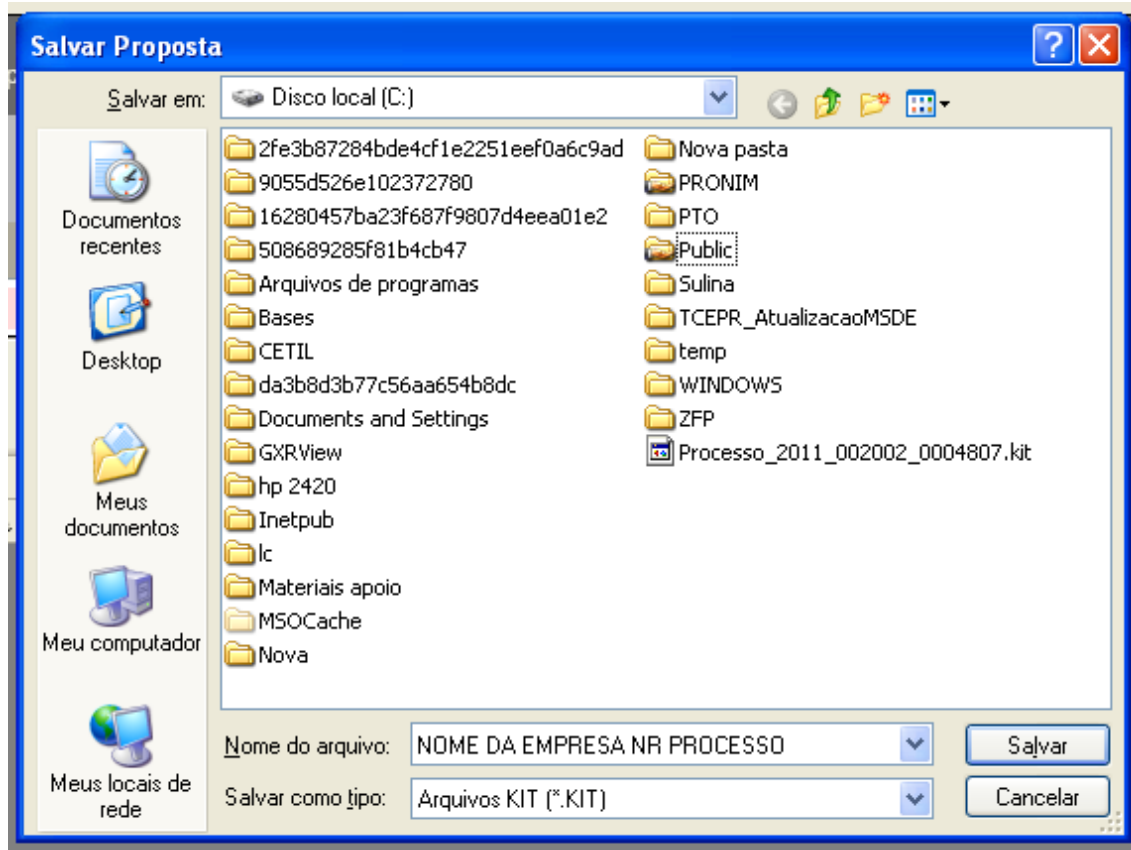 Salvar Proposta
Salvar em:
Disco local (C:)
Documentos
recentes
Desktop
Meus
documentos
Meu computador
Meus locais de
rede
2fe3b87284bde4cf1e2251eef0a6c9ad
9055d526e102372780
16280457ba23f687f9807d4eea01e2
508689285f81b4cb47
Arquivos de programas
Bases
CETIL
da3b8d3b77c56aa654b8dc
Documents and Settings
GXRView
hp 2420
Inetpub
lc
Materiais apoio
MSOCache
Nova
Nova pasta
PRONIM
PTO
Public
Sulina
TCEPR_AtualizacaoMSDE
temp
WINDOWS
ZFP
Processo_2011_002002_0004807.kit
Nome do arquivo:
NOME DA EMPRESA NR PROCESSO
Salvar
Salvar como tipo:
Arquivos KIT (*.KIT)
Cancelar